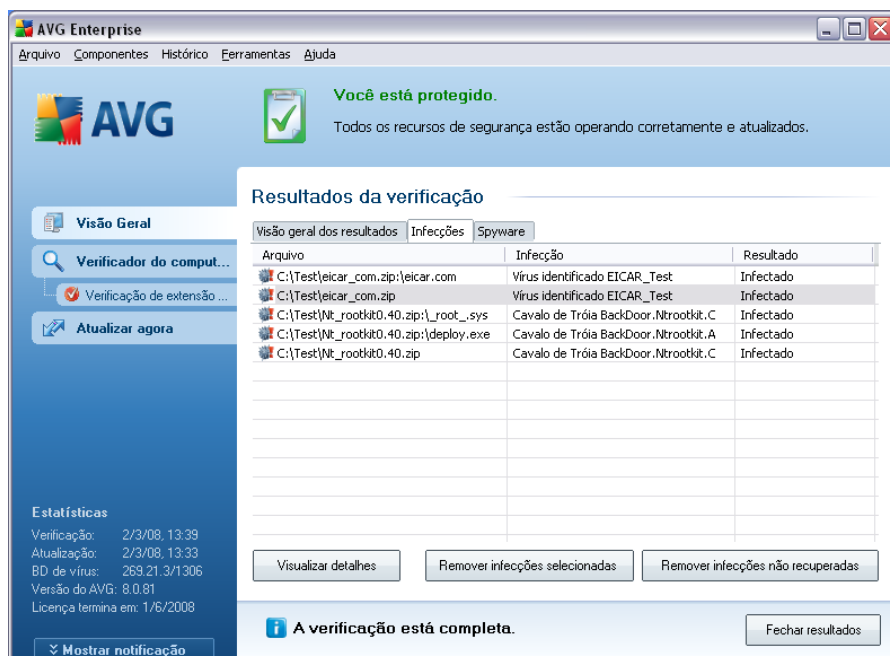 AVG Enterprise
Arquivo Componentes Histórico Ferramentas Ajuda
AVG
Você está protegido.
Todos os recursos de segurança estão operando corretamente e atualizados.
Visão Geral
Verificador do comput...
Verificação de extensão ...
Atualizar agora
Resultados da verificação
Visão geral dos resultados Infecções Spyware
Arquivo Infecção Resultado
C:\Test\eicar_com.zip:\eicar.com Vírus identificado EICAR_Test Infectado
C:\Test\eicar_com.zip Vírus identificado EICAR_Test Infectado
C:\Test\Nt_rootkit0.40.zip:\_root_.sys Cavalo de Tróia BackDoor.Ntrootkit.C Infectado
C:\Test\Nt_rootkit0.40.zip:\deploy.exe Cavalo de Tróia BackDoor.Ntrootkit.A Infectado
C:\Test\Nt_rootkit0.40.zip Cavalo de Tróia BackDoor.Ntrootkit.C Infectado
Visualizar detalhes Remover infecções selecionadas Remover infecções não recuperadas
Estatísticas
Verificação: 2/3/08, 13:39
Atualização: 2/3/08, 13:33
BD de vírus: 269.21.3/1306
Versão do AVG: 8.0.81
Licença termina em: 1/6/2008
Mostrar notificação
A verificação está completa.
Fechar resultados